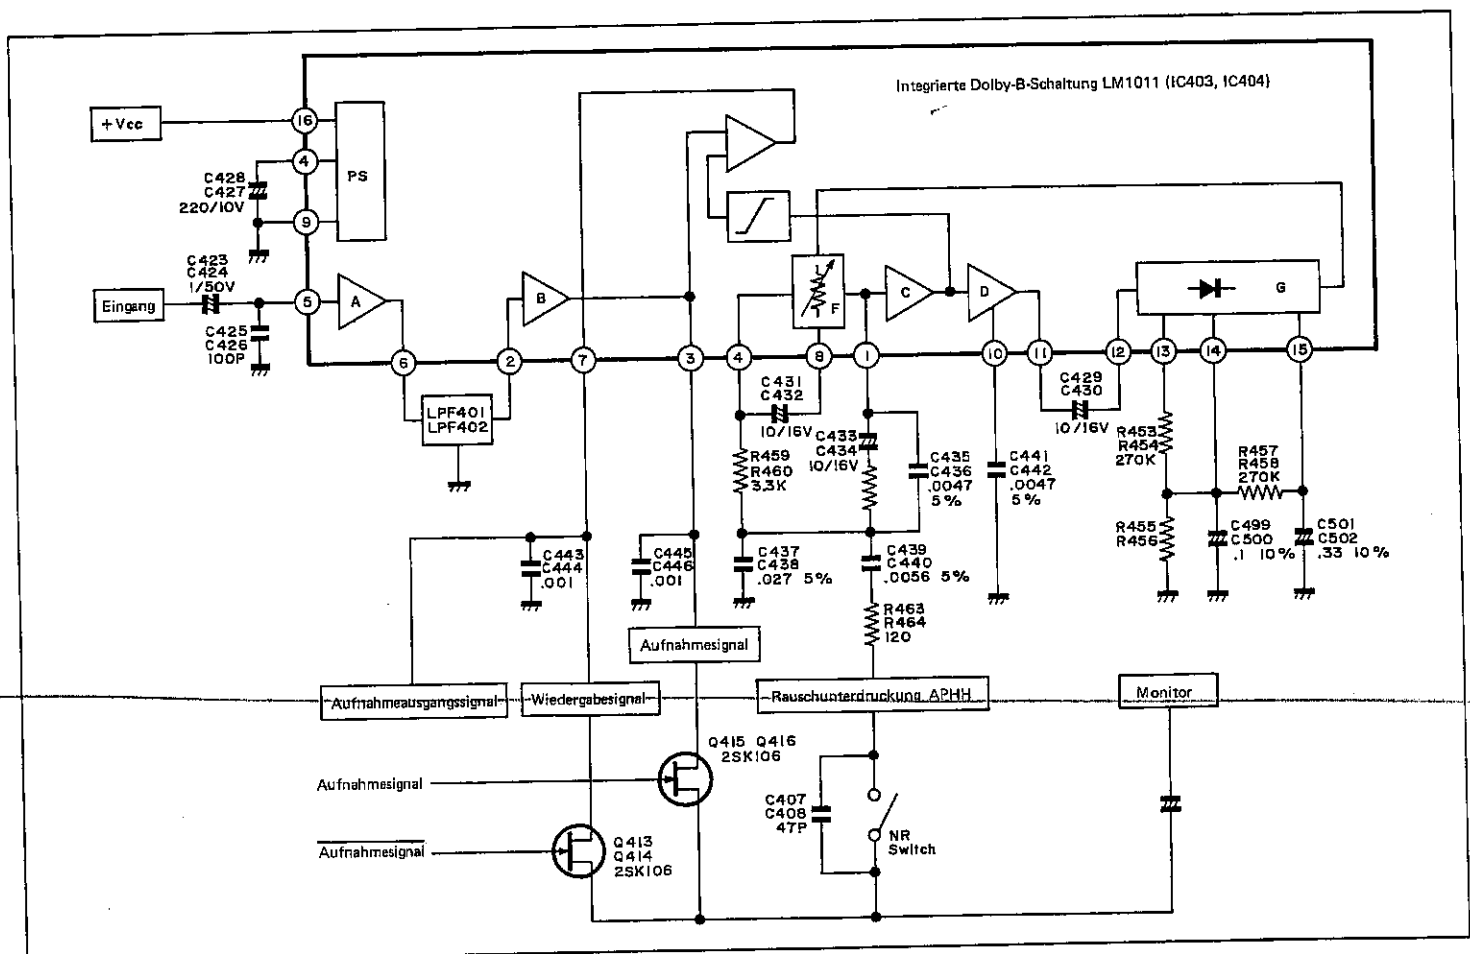 Integrierte Dolby-B-Schaltung LM1011 (IC403, IC404)
+Vcc
16
4
PS
C428
C427
220/10V
9
C423
C424
1/50V
Eingang
5
A
B
C425
C426
100P
F
C
D
G
6
2
7
3
4
8
1
10
11
12
13
14
15
LPF401
LPF402
C431
C432
10/16V
C433
C434
10/16V
C429
C430
10/16V
R453
R454
270K
R457
R458
270K
R459
R460
3.3K
C435
C436
.0047
5%
C441
C442
.0047
5%
R455
R456
C499
C500
.1 10%
C501
C502
.33 10%
C443
C444
.001
C445
C446
.001
C437
C438
.027 5%
C439
C440
.0056 5%
R463
R464
120
Aufnahmesignal
Aufnahmeausgangssignal
Wiedergabesignal
Rauschunterdruckung APHH
Monitor
Q415 Q416
2SK106
Aufnahmesignal
C407
C408
47P
NR
Switch
Aufnahmesignal
Q413
Q414
2SK106